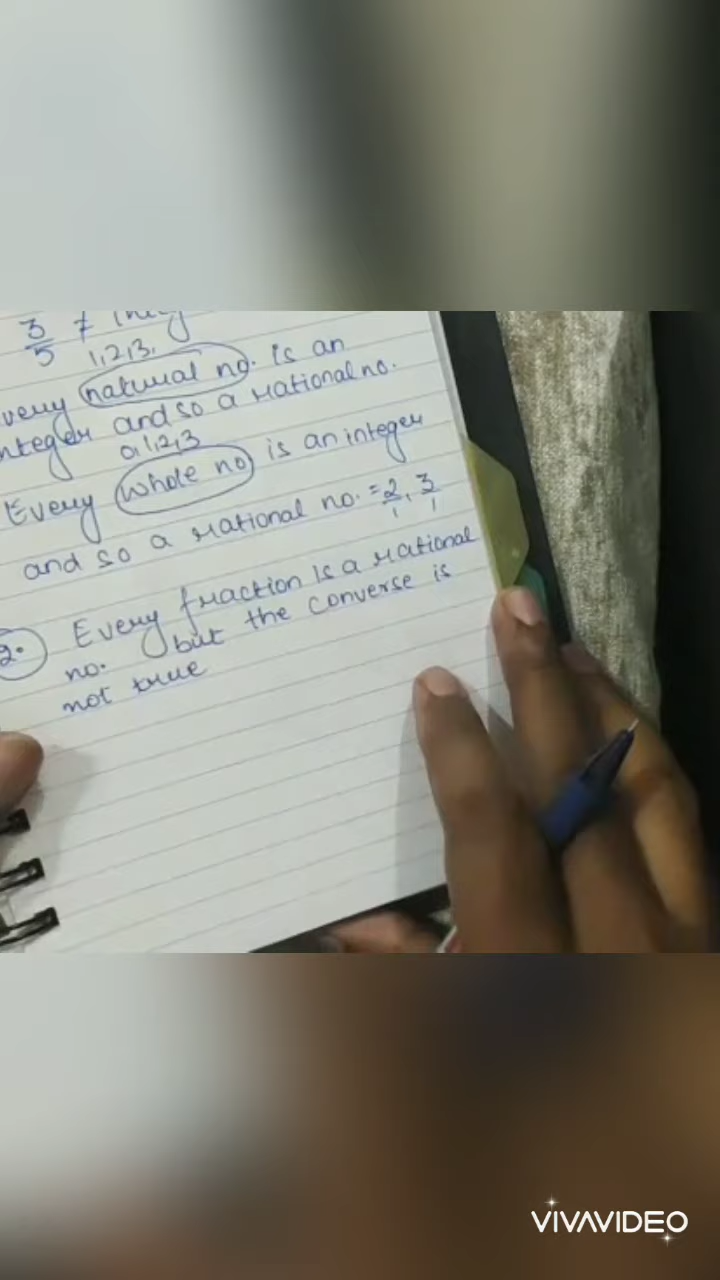 3/5 ≠
1,2,3,
very natural no. is an
nteger and so a rational no.
0,1,2,3
Every whole no is an integer
and so a rational no. = 2/1, 3/1
2. Every fraction is a rational
no. but the converse is
not true
VIVAVIDEO